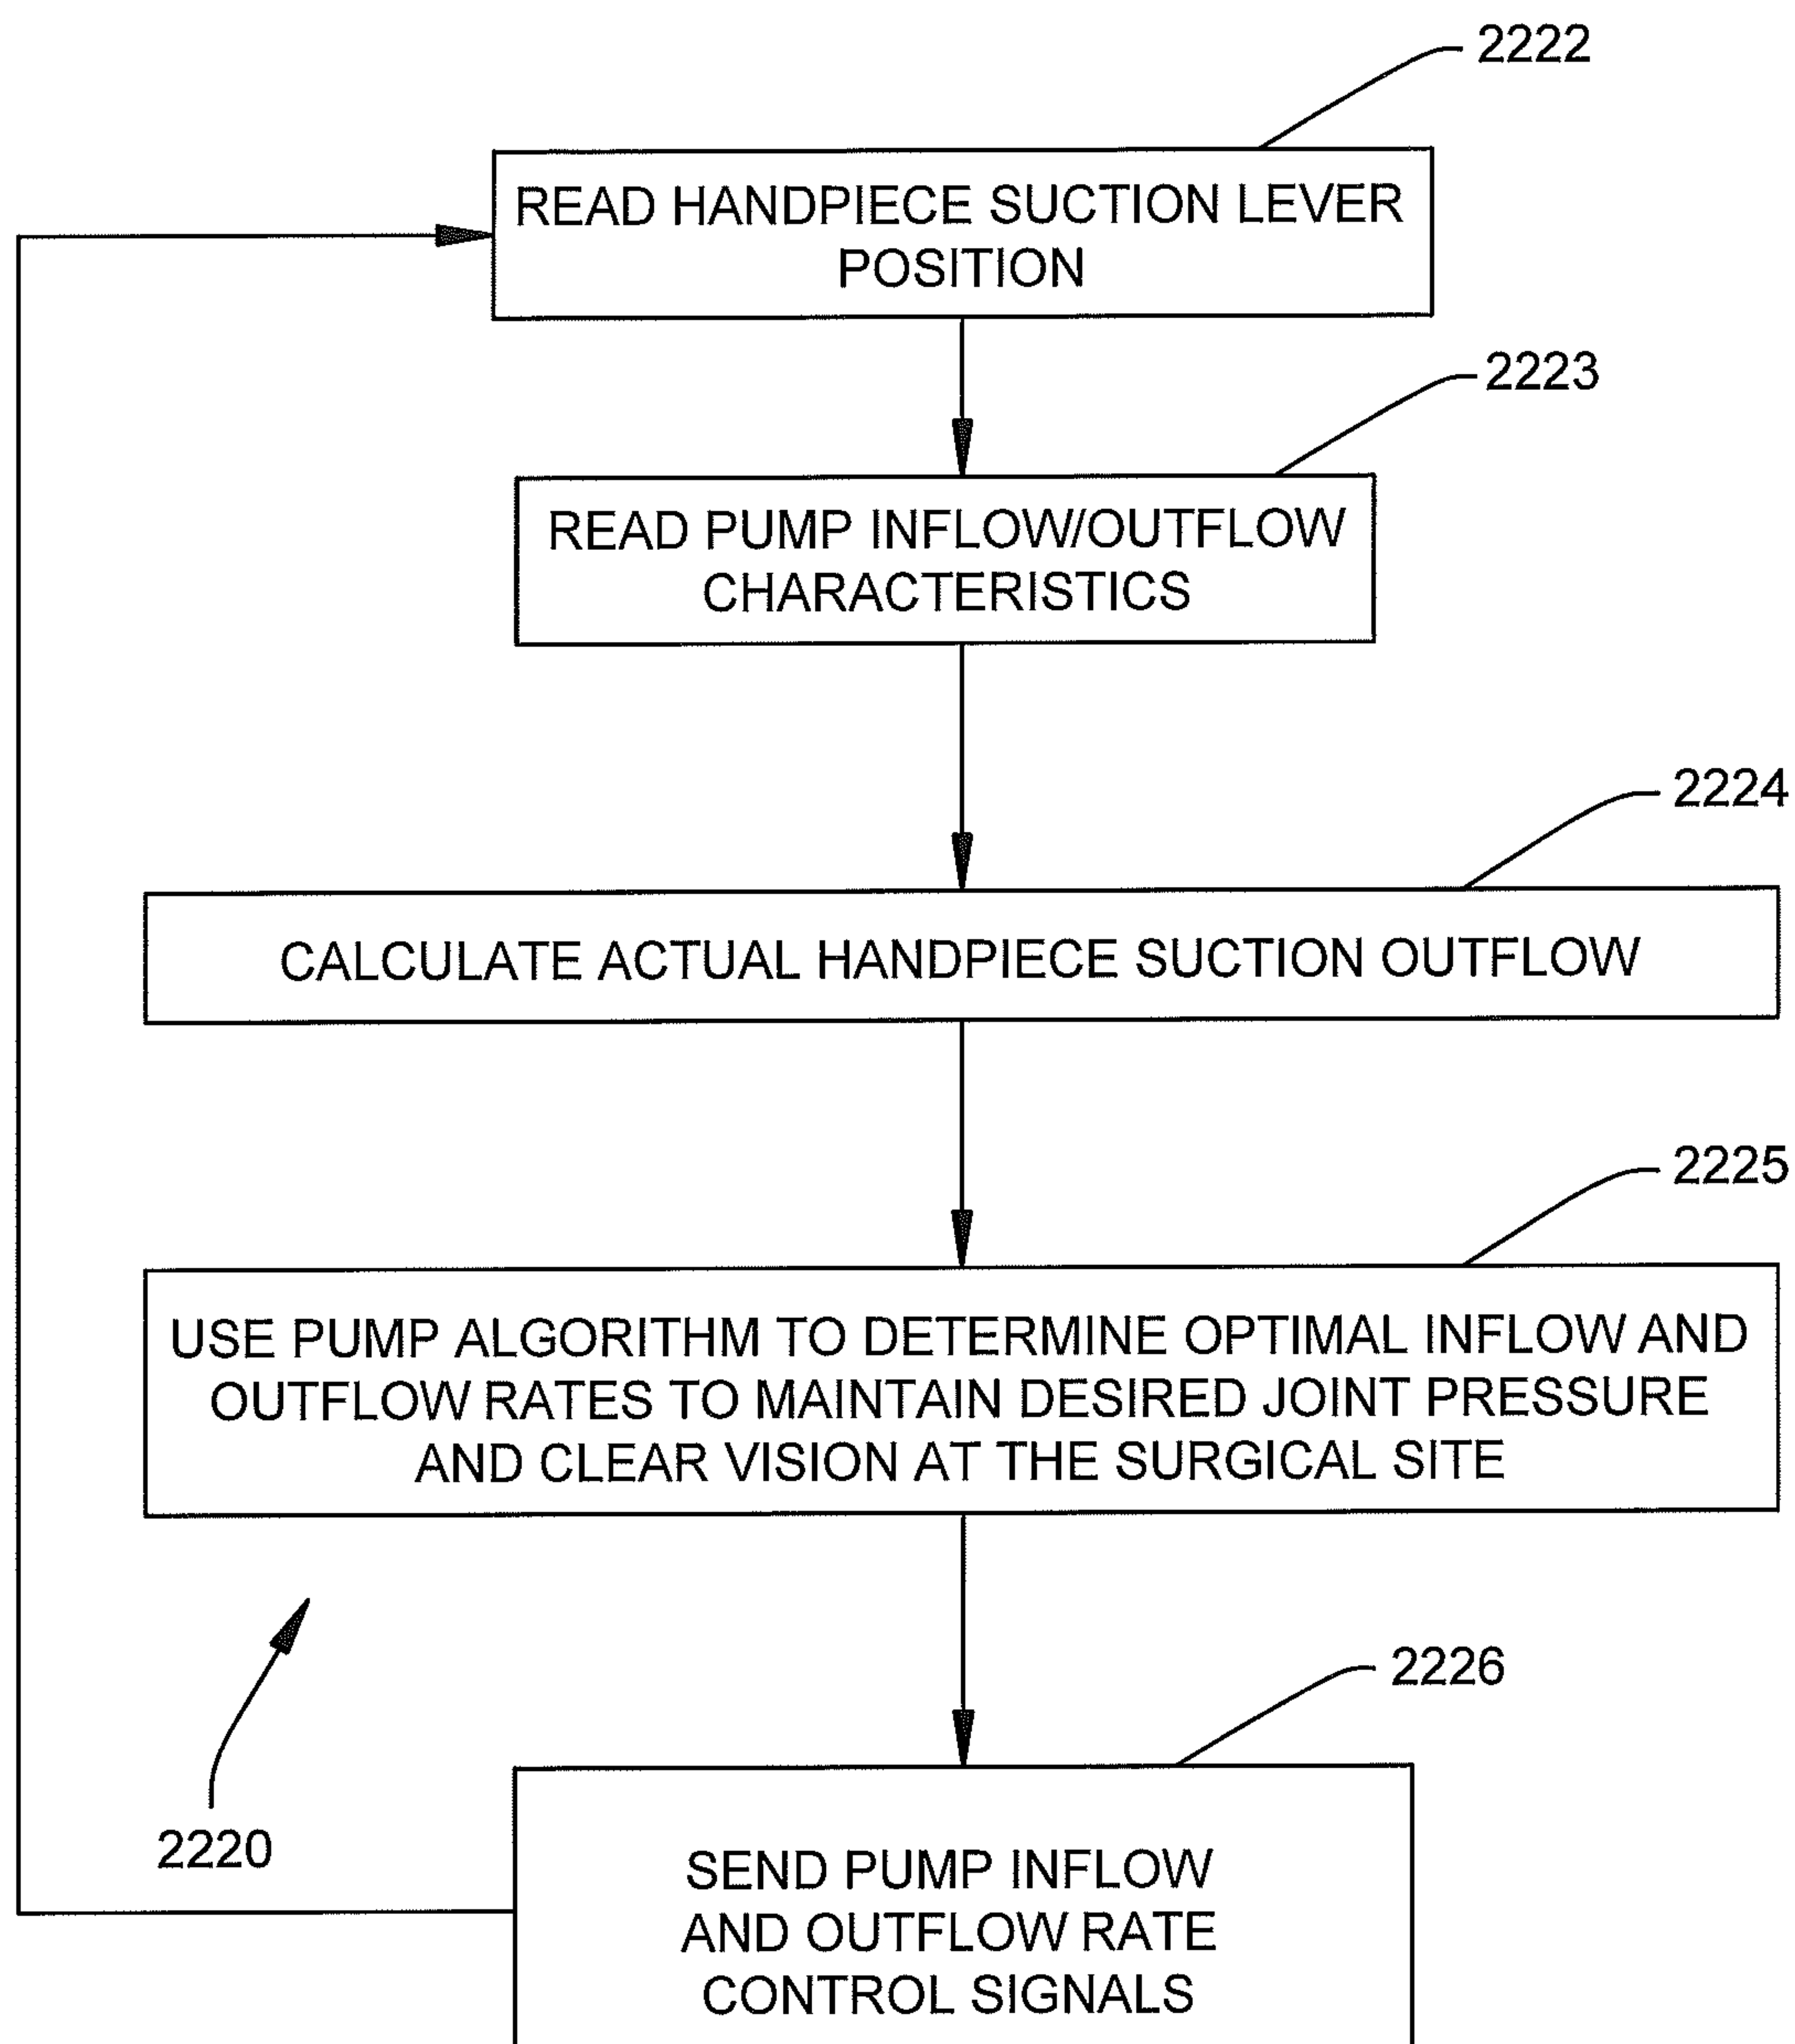 2222
READ HANDPIECE SUCTION LEVER
POSITION
2223
READ PUMP INFLOW/OUTFLOW
CHARACTERISTICS
2224
CALCULATE ACTUAL HANDPIECE SUCTION OUTFLOW
2225
USE PUMP ALGORITHM TO DETERMINE OPTIMAL INFLOW AND
OUTFLOW RATES TO MAINTAIN DESIRED JOINT PRESSURE
AND CLEAR VISION AT THE SURGICAL SITE
2226
2220
SEND PUMP INFLOW
AND OUTFLOW RATE
CONTROL SIGNALS